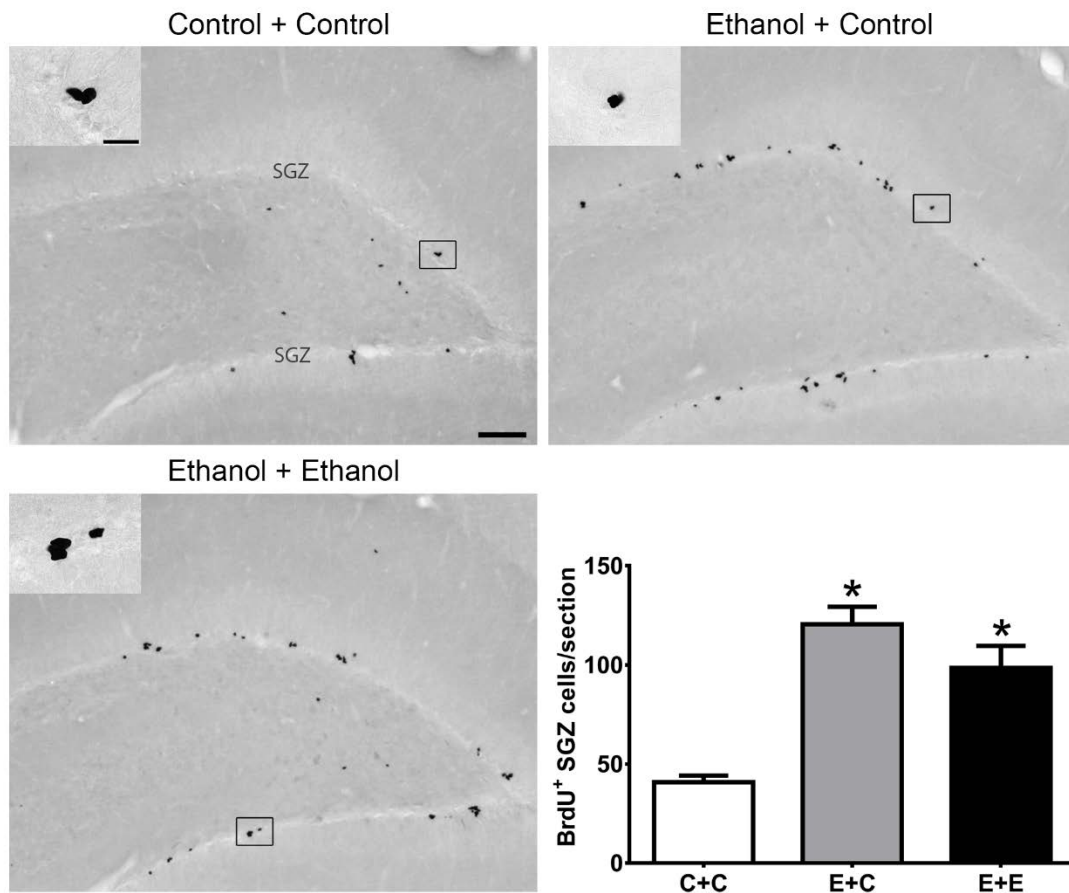 Control + Control
Ethanol + Control
SGZ
SGZ
Ethanol + Ethanol
BrdU⁺ SGZ cells/section
150
100
50
0
*
*
C+C
E+C
E+E